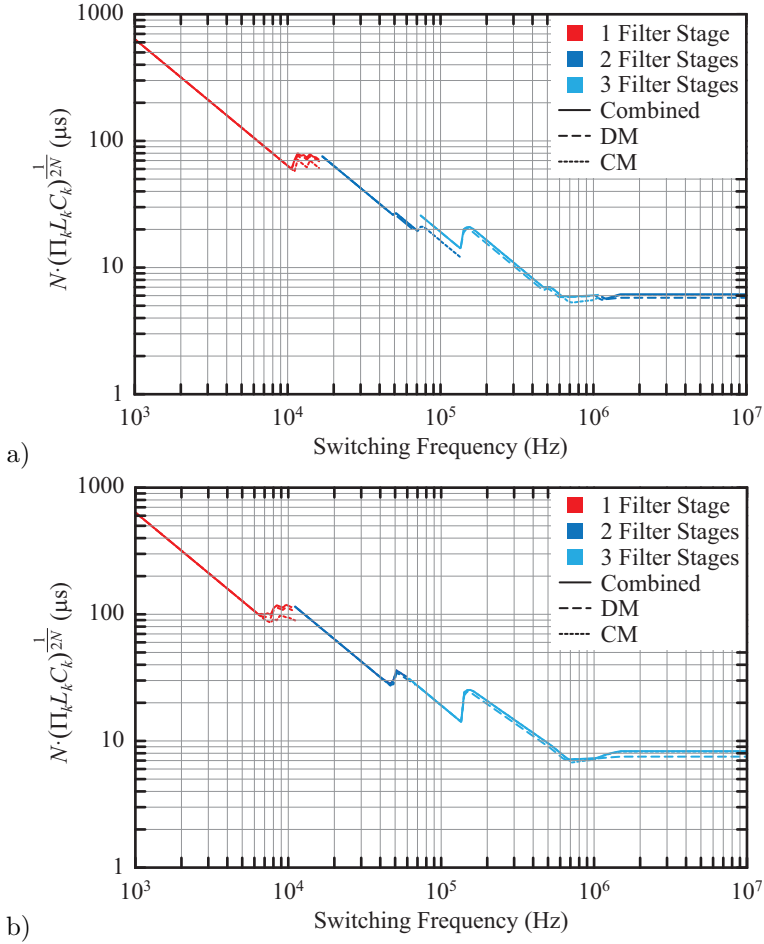 1000
100
10
1
N·(Π_k L_k C_k)^{1/2N} (μs)
1 Filter Stage
2 Filter Stages
3 Filter Stages
Combined
DM
CM
10³ 10⁴ 10⁵ 10⁶ 10⁷
Switching Frequency (Hz)
a)
1000
100
10
1
N·(Π_k L_k C_k)^{1/2N} (μs)
1 Filter Stage
2 Filter Stages
3 Filter Stages
Combined
DM
CM
10³ 10⁴ 10⁵ 10⁶ 10⁷
Switching Frequency (Hz)
b)